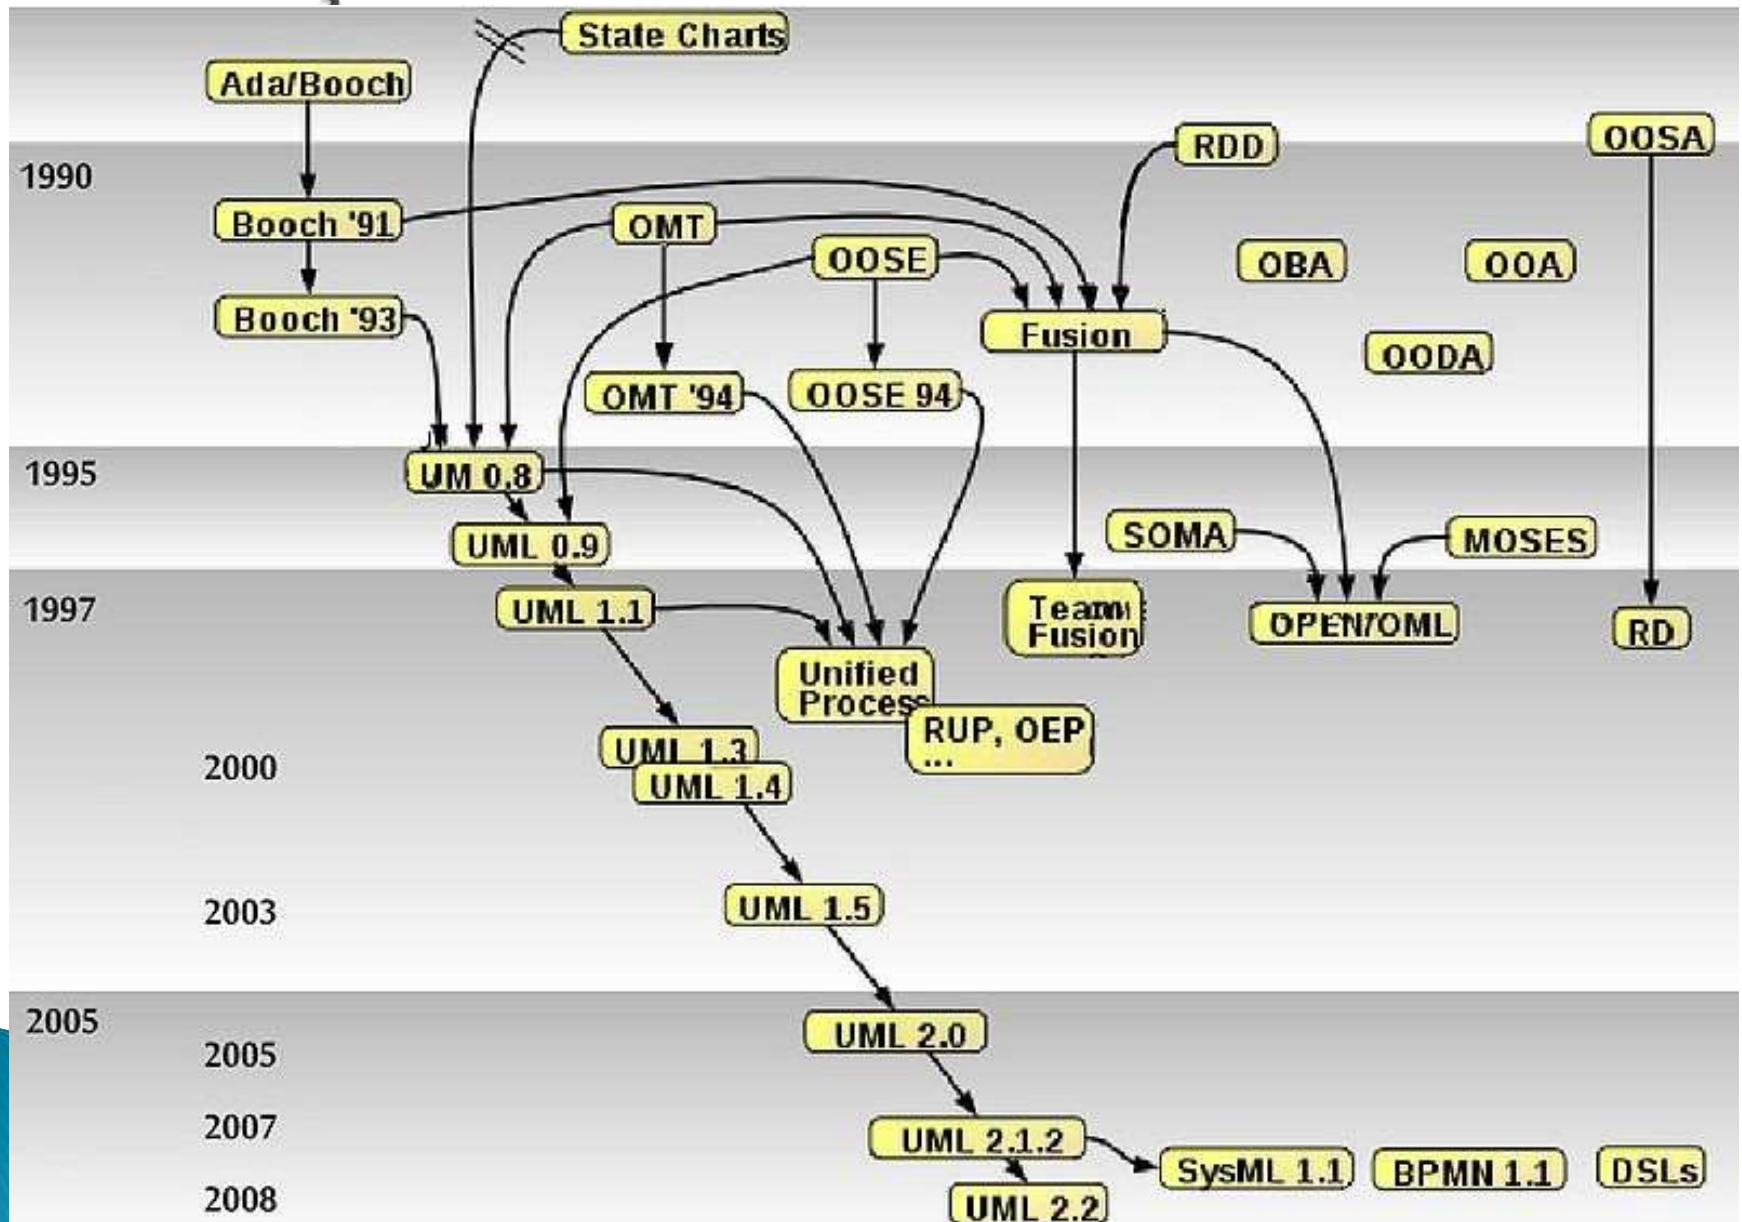 State Charts
Ada/Booch
RDD
OOSA
1990
Booch '91
OMT
OOSE
OBA
OOA
Booch '93
Fusion
OODA
OMT '94
OOSE 94
1995
UM 0.8
SOMA
MOSES
UML 0.9
1997
UML 1.1
Team
Fusion
OPEN/OML
RD
Unified
Process
RUP, OEP
...
UML 1.3
2000
UML 1.4
2003
UML 1.5
2005
UML 2.0
2005
2007
UML 2.1.2
SysML 1.1
BPMN 1.1
DSLs
2008
UML 2.2